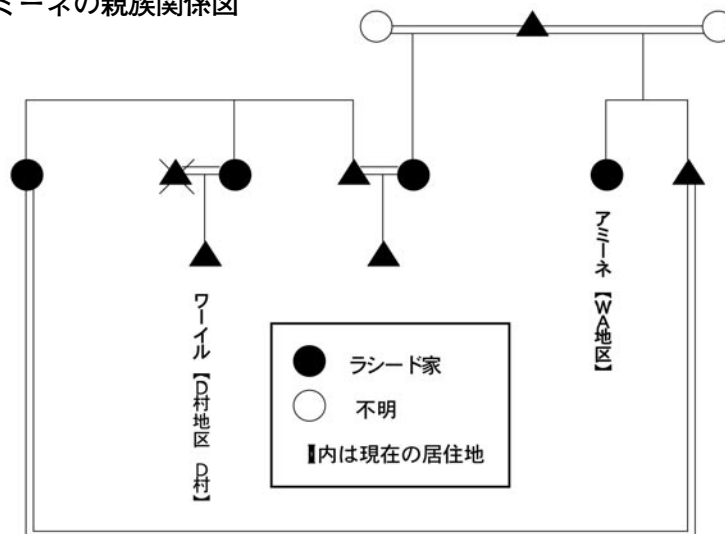 ミーネの親族関係図
アミーネ【WA地区】
ワーイル【D村地区 D村】
ラシード家
不明
【】内は現在の居住地